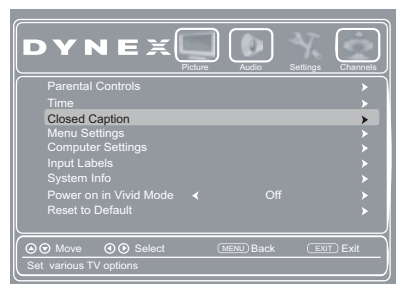 DYNEX
Picture Audio Settings Channels
Parental Controls
Time
Closed Caption
Menu Settings
Computer Settings
Input Labels
System Info
Power on in Vivid Mode Off
Reset to Default
Move Select MENU Back EXIT Exit
Set various TV options